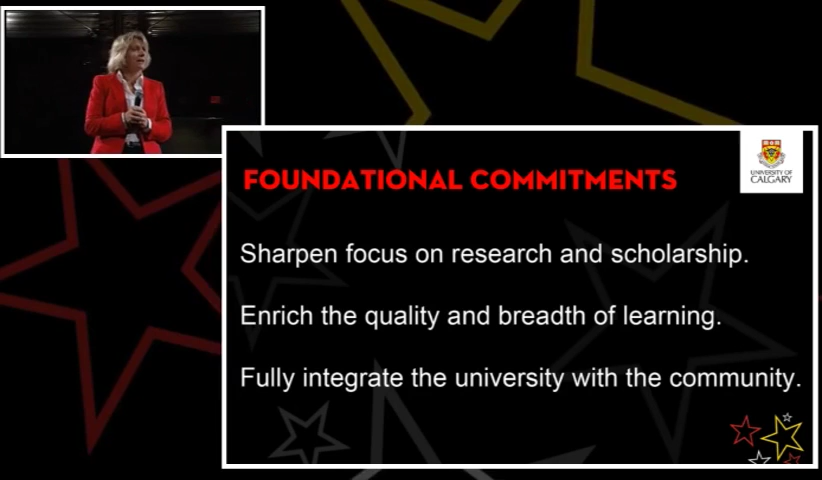 FOUNDATIONAL COMMITMENTS
UNIVERSITY OF
CALGARY
Sharpen focus on research and scholarship.
Enrich the quality and breadth of learning.
Fully integrate the university with the community.